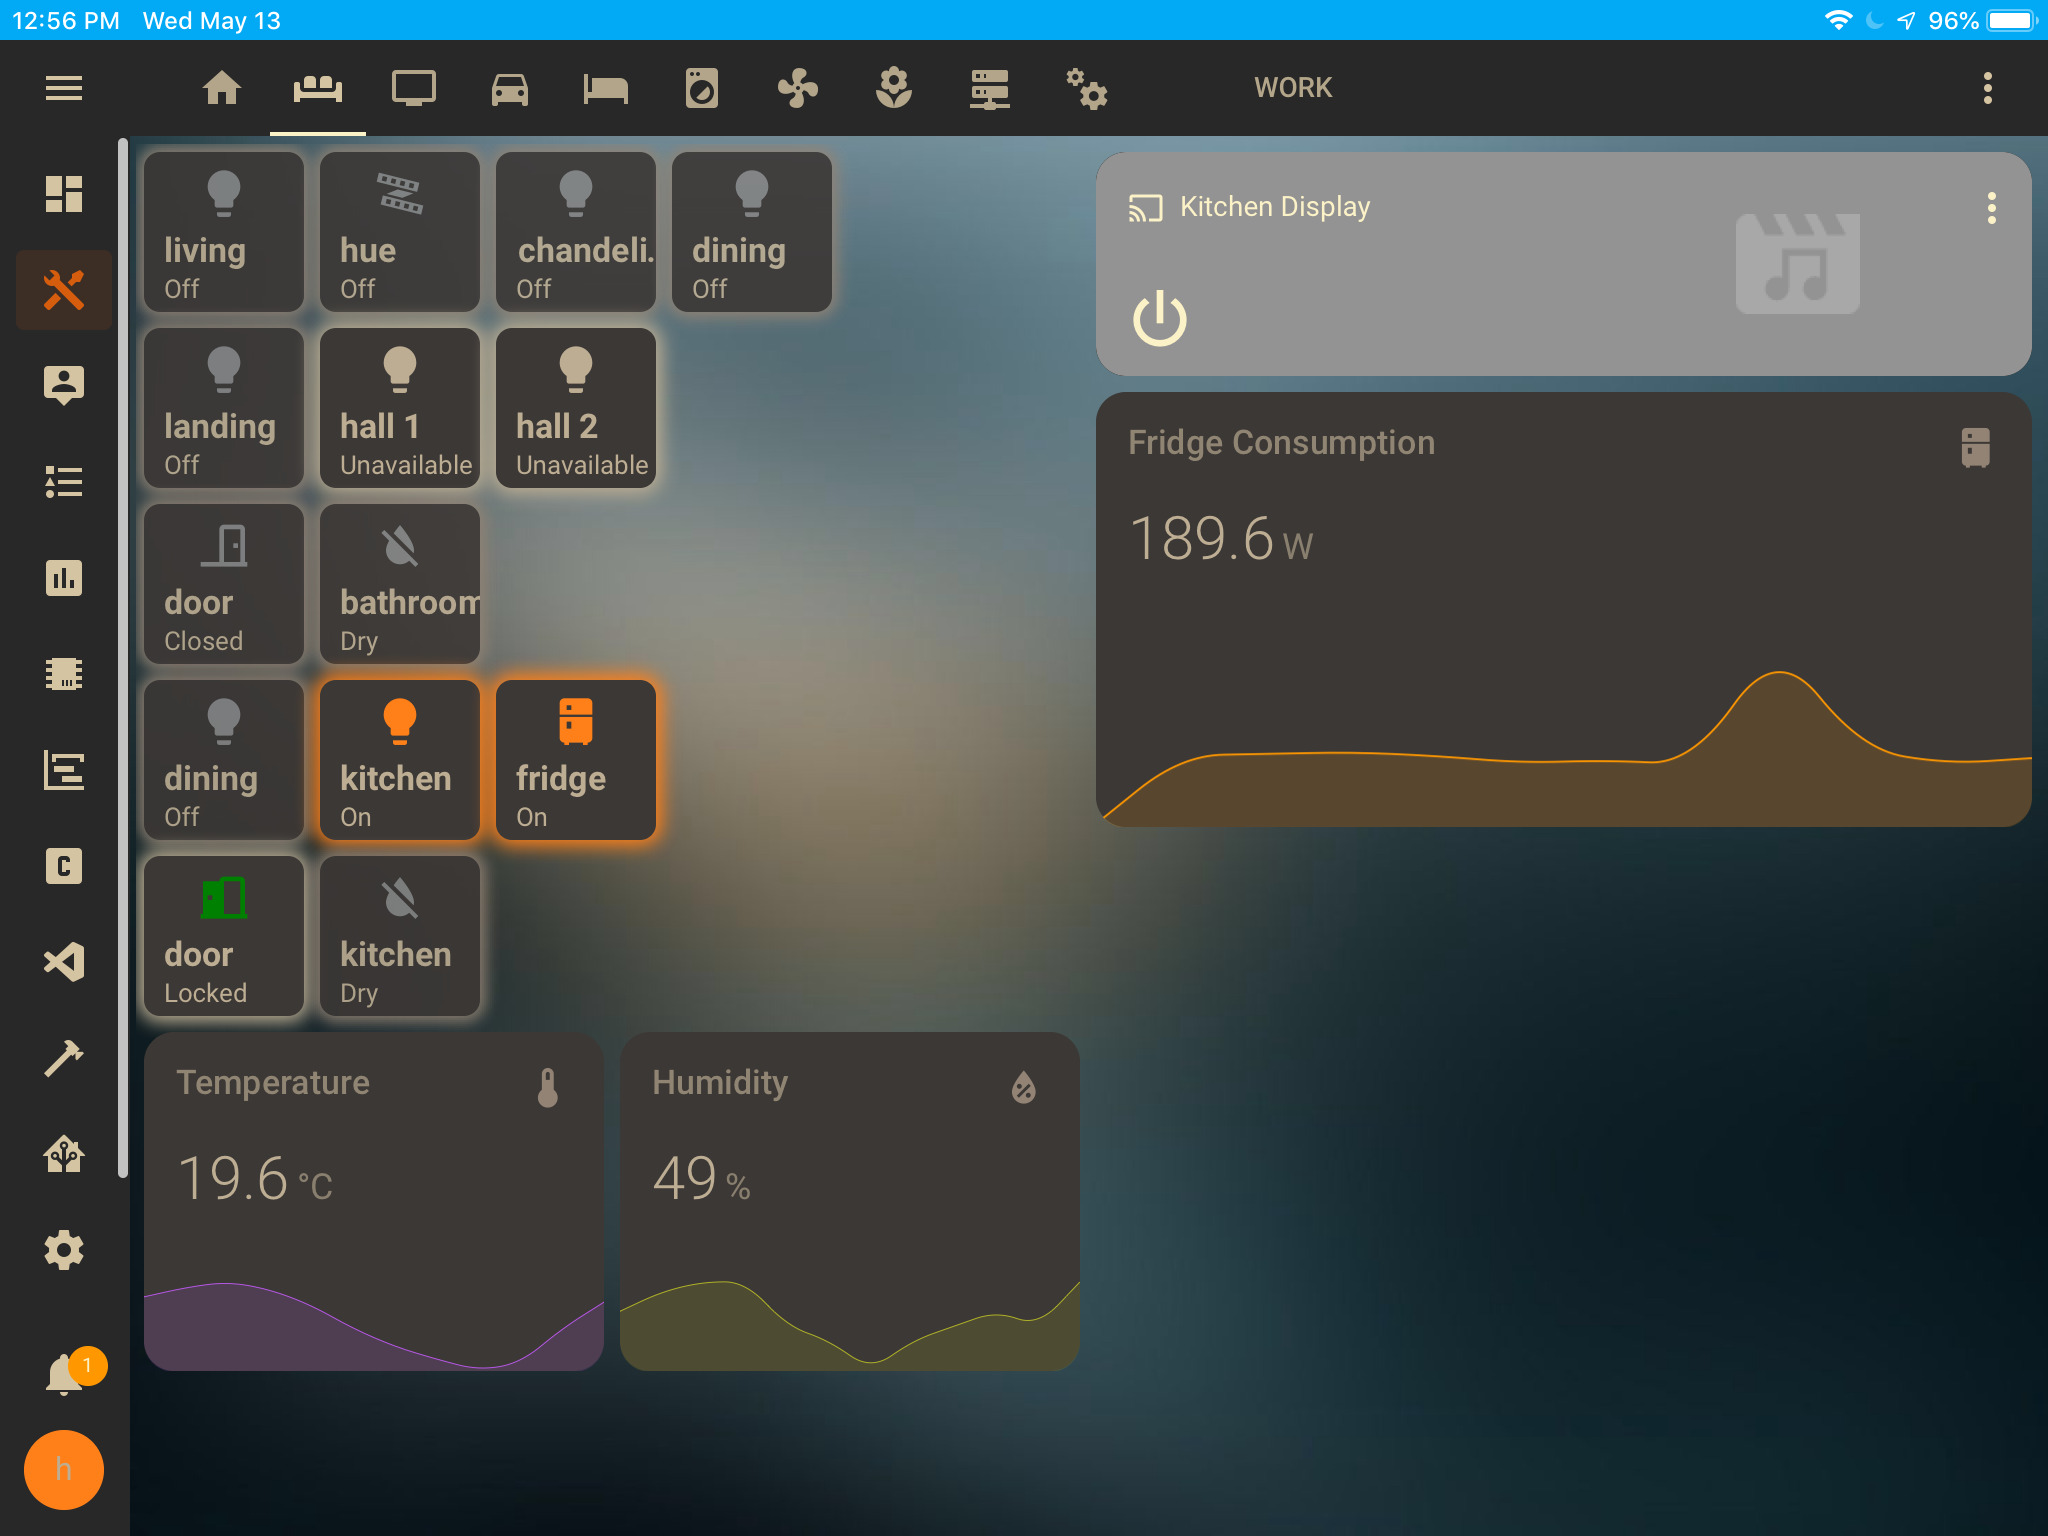 12:56 PM Wed May 13 96%
WORK
living
Off
hue
Off
chandeli.
Off
dining
Off
landing
Off
hall 1
Unavailable
hall 2
Unavailable
door
Closed
bathroom
Dry
dining
Off
kitchen
On
fridge
On
door
Locked
kitchen
Dry
Kitchen Display
Fridge Consumption
189.6 W
Temperature
19.6 °C
Humidity
49 %
C
1
h